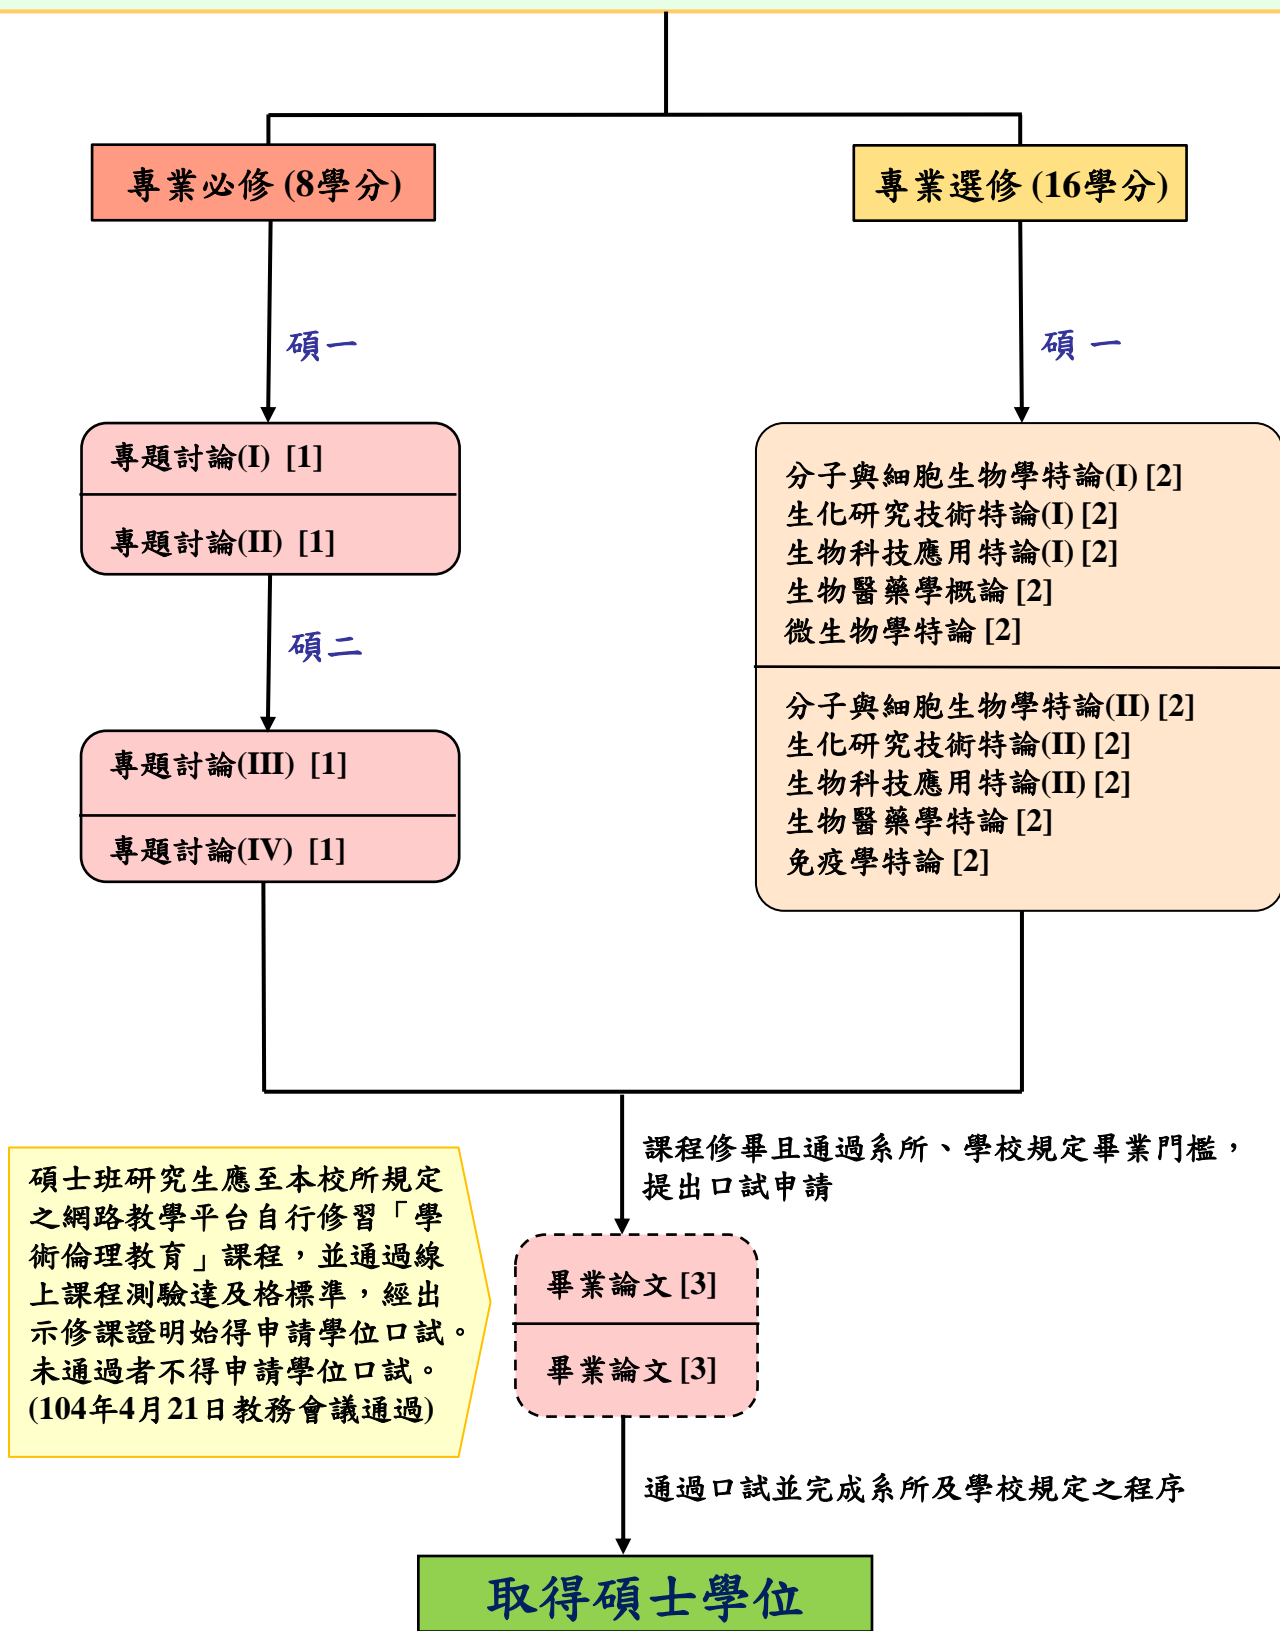 專業必修 (8學分)
專業選修 (16學分)
碩一
碩 一
專題討論(I) [1]
專題討論(II) [1]
碩二
專題討論(III) [1]
專題討論(IV) [1]
分子與細胞生物學特論(I) [2]
生化研究技術特論(I) [2]
生物科技應用特論(I) [2]
生物醫藥學概論 [2]
微生物學特論 [2]
分子與細胞生物學特論(II) [2]
生化研究技術特論(II) [2]
生物科技應用特論(II) [2]
生物醫藥學特論 [2]
免疫學特論 [2]
課程修畢且通過系所、學校規定畢業門檻，
提出口試申請
碩士班研究生應至本校所規定
之網路教學平台自行修習「學
術倫理教育」課程，並通過線
上課程測驗達及格標準，經出
示修課證明始得申請學位口試。
未通過者不得申請學位口試。
(104年4月21日教務會議通過)
畢業論文 [3]
畢業論文 [3]
通過口試並完成系所及學校規定之程序
取得碩士學位